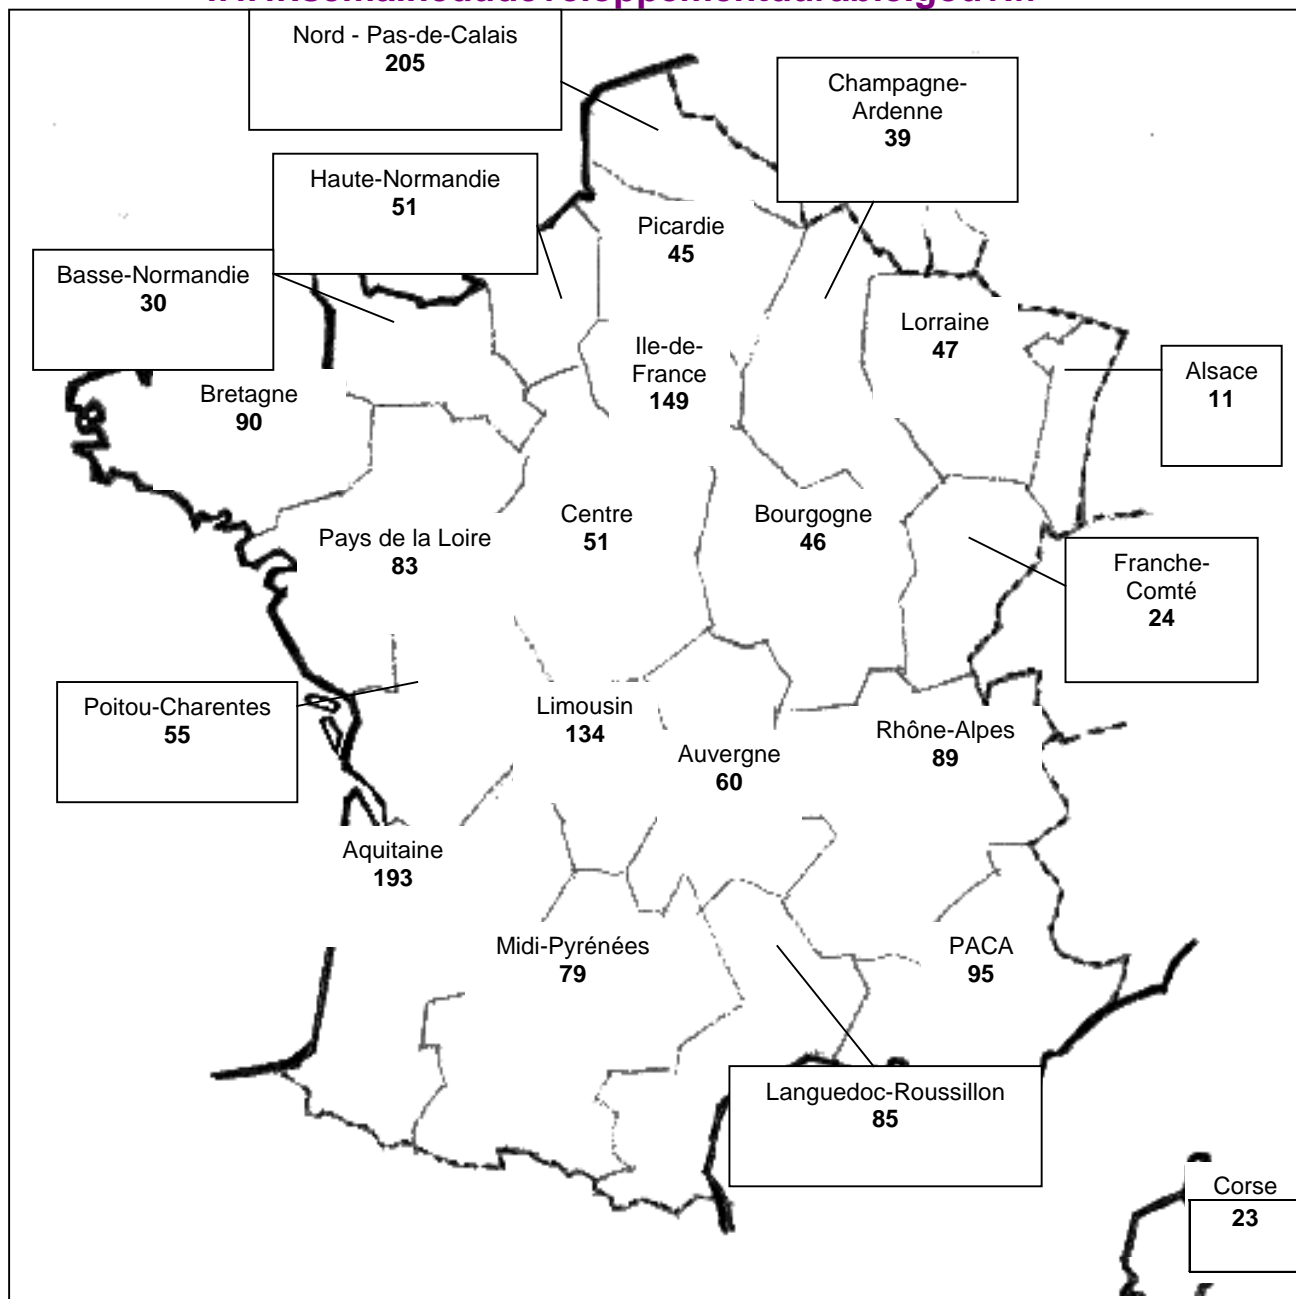 Nord - Pas-de-Calais
205
Champagne-
Ardenne
39
Haute-Normandie
51
Picardie
45
Basse-Normandie
30
Lorraine
47
Ile-de-
France
149
Alsace
11
Bretagne
90
Centre
51
Bourgogne
46
Pays de la Loire
83
Franche-
Comté
24
Poitou-Charentes
55
Limousin
134
Rhône-Alpes
89
Auvergne
60
Aquitaine
193
Midi-Pyrénées
79
PACA
95
Languedoc-Roussillon
85
Corse
23